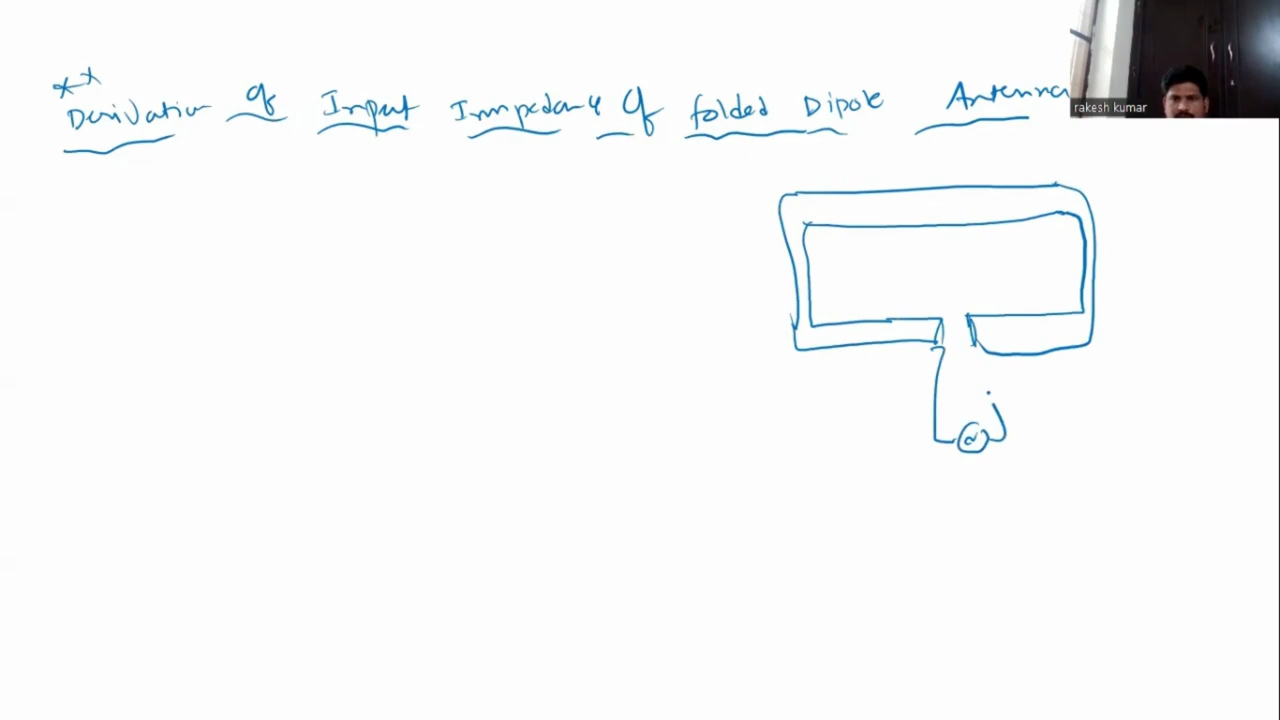 ** Derivation of Input Impedance of folded Dipole Antenna
rakesh kumar